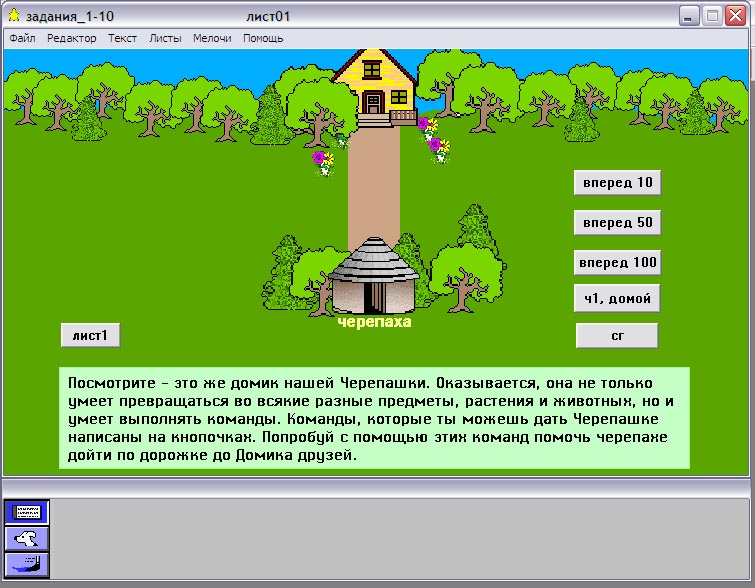 задания_1-10 лист01
Файл Редактор Текст Листы Мелочи Помощь
вперед 10
вперед 50
вперед 100
ч1, домой
черепаха
лист1 сг
Посмотрите - это же домик нашей Черепашки. Оказывается, она не только
умеет превращаться во всякие разные предметы, растения и животных, но и
умеет выполнять команды. Команды, которые ты можешь дать Черепашке
написаны на кнопочках. Попробуй с помощью этих команд помочь черепахе
дойти по дорожке до Домика друзей.